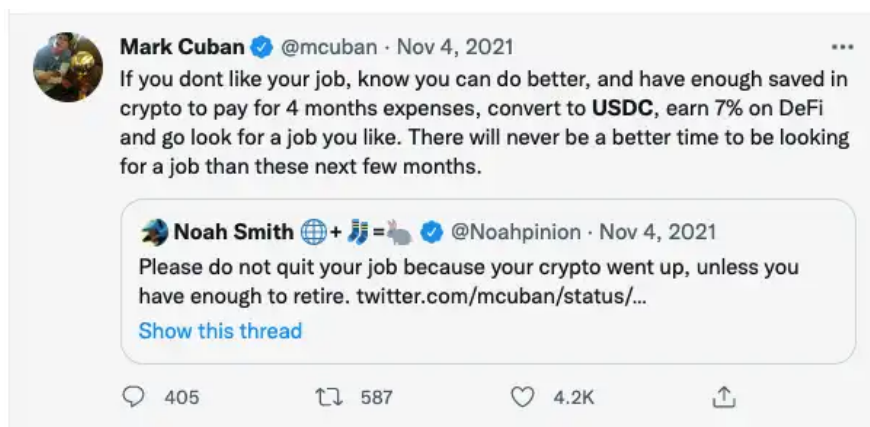 Mark Cuban @mcuban · Nov 4, 2021
If you dont like your job, know you can do better, and have enough saved in
crypto to pay for 4 months expenses, convert to USDC, earn 7% on DeFi
and go look for a job you like. There will never be a better time to be looking
for a job than these next few months.
Noah Smith 🌐+🧦=🐇 @Noahpinion · Nov 4, 2021
Please do not quit your job because your crypto went up, unless you
have enough to retire. twitter.com/mcuban/status/...
Show this thread
405 587 4.2K